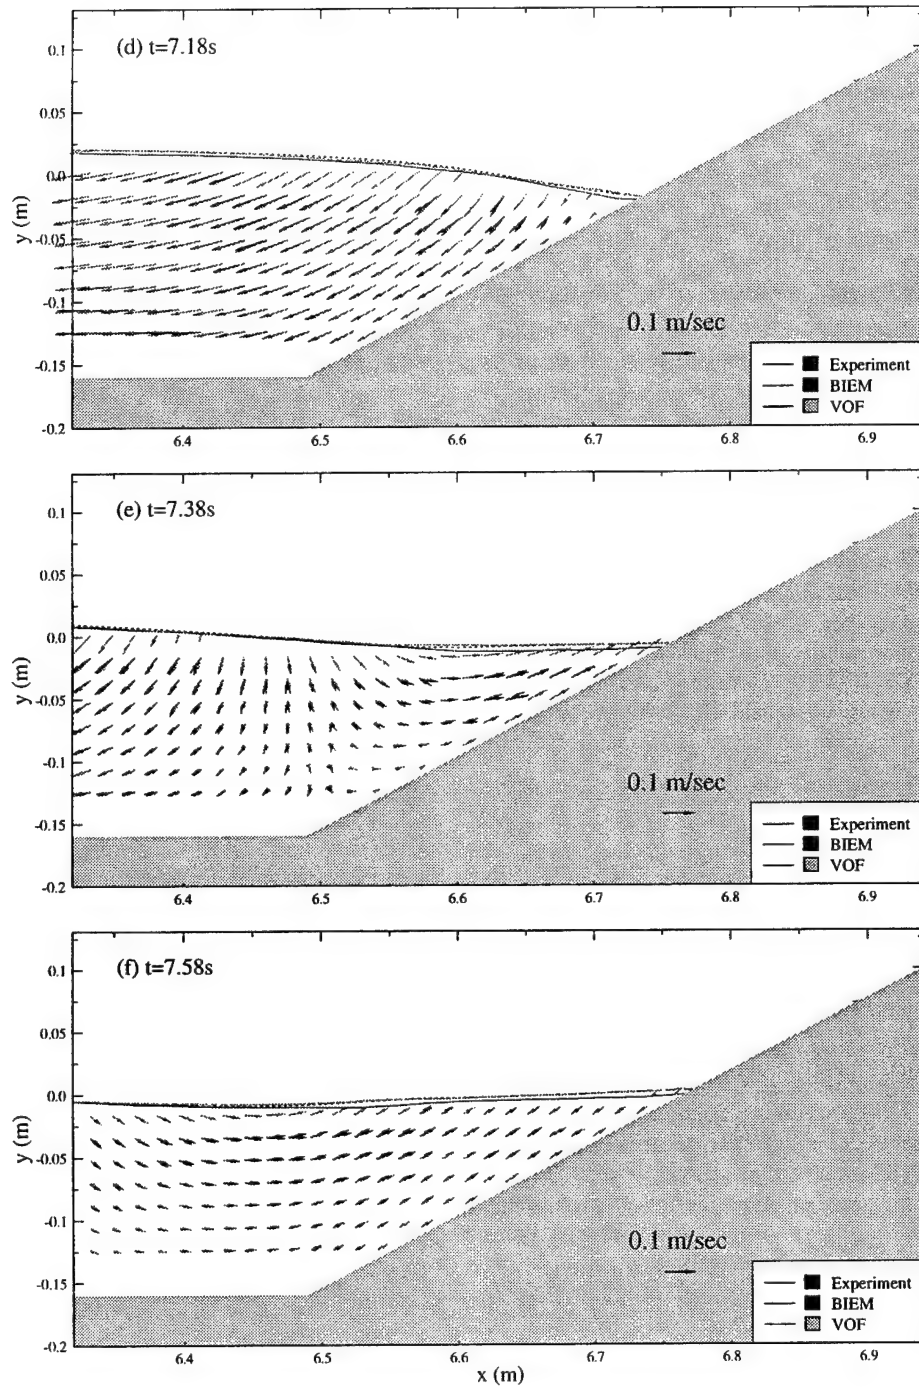 (d) t=7.18s
0.1
0.05
0.0
-0.05
-0.1
-0.15
-0.2
y (m)
0.1 m/sec
Experiment
BIEM
VOF
6.4 6.5 6.6 6.7 6.8 6.9
(e) t=7.38s
0.1
0.05
0.0
-0.05
-0.1
-0.15
-0.2
y (m)
0.1 m/sec
Experiment
BIEM
VOF
6.4 6.5 6.6 6.7 6.8 6.9
(f) t=7.58s
0.1
0.05
0.0
-0.05
-0.1
-0.15
-0.2
y (m)
0.1 m/sec
Experiment
BIEM
VOF
6.4 6.5 6.6 6.7 6.8 6.9
x (m)